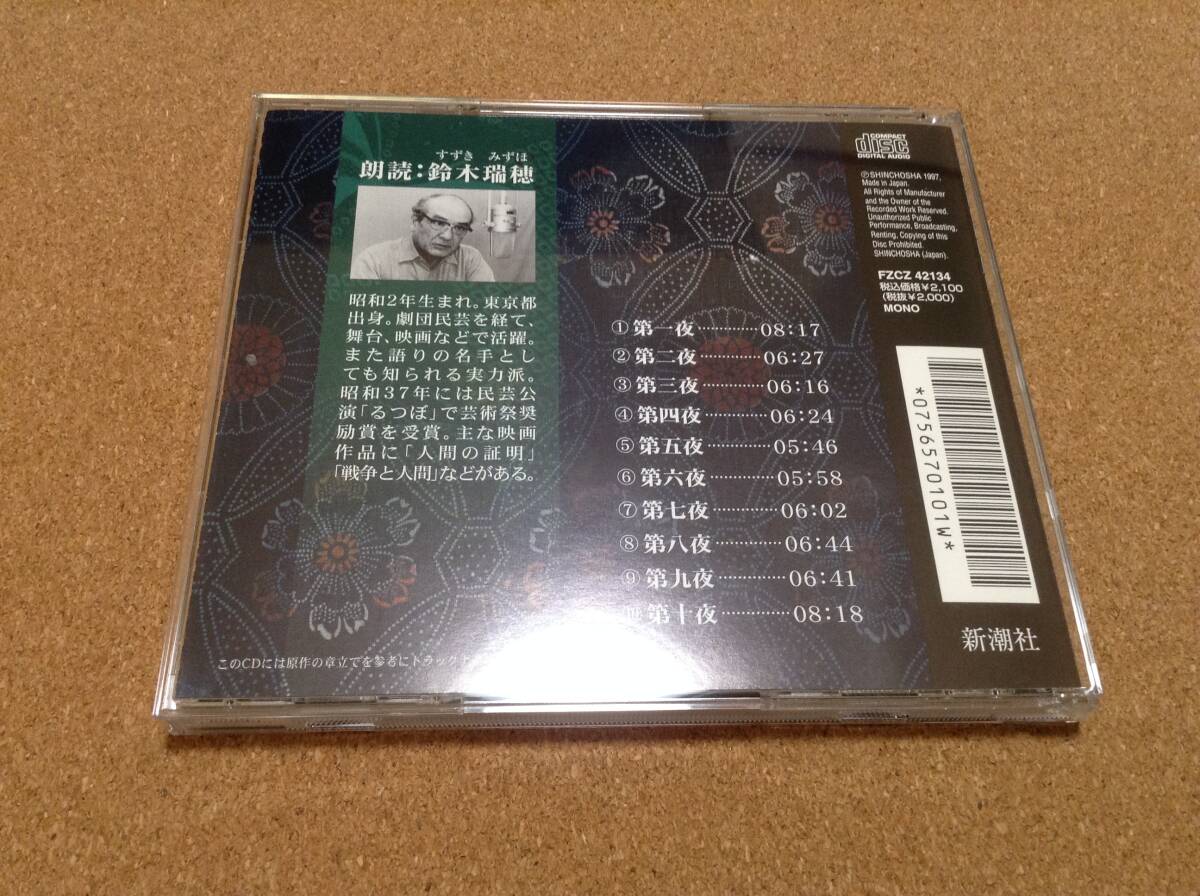 すずき みずほ
朗読：鈴木瑞穂
昭和2年生まれ。東京都
出身。劇団民芸を経て、
舞台、映画などで活躍。
また語りの名手とし
ても知られる実力派。
昭和37年には民芸公
演「るつぼ」で芸術祭奨
励賞を受賞。主な映画
作品に「人間の証明」
「戦争と人間」などがある。
①第一夜…………08:17
②第二夜…………06:27
③第三夜…………06:16
④第四夜…………06:24
⑤第五夜…………05:46
⑥第六夜…………05:58
⑦第七夜…………06:02
⑧第八夜…………06:44
⑨第九夜…………06:41
⑩第十夜…………08:18
このCDには原作の章立てを参考にトラック
COMPACT
disc
DIGITAL AUDIO
ⓅSHINCHOSHA 1997,
Made in Japan.
All Rights of Manufacturer
and the Owner of the
Recorded Work Reserved.
Unauthorized Public
Performance, Broadcasting,
Renting, Copying of this
Disc Prohibited.
SHINCHOSHA (Japan).
FZCZ 42134
税込価格¥2,100
(税抜¥2,000)
MONO
*0756570101W*
新潮社